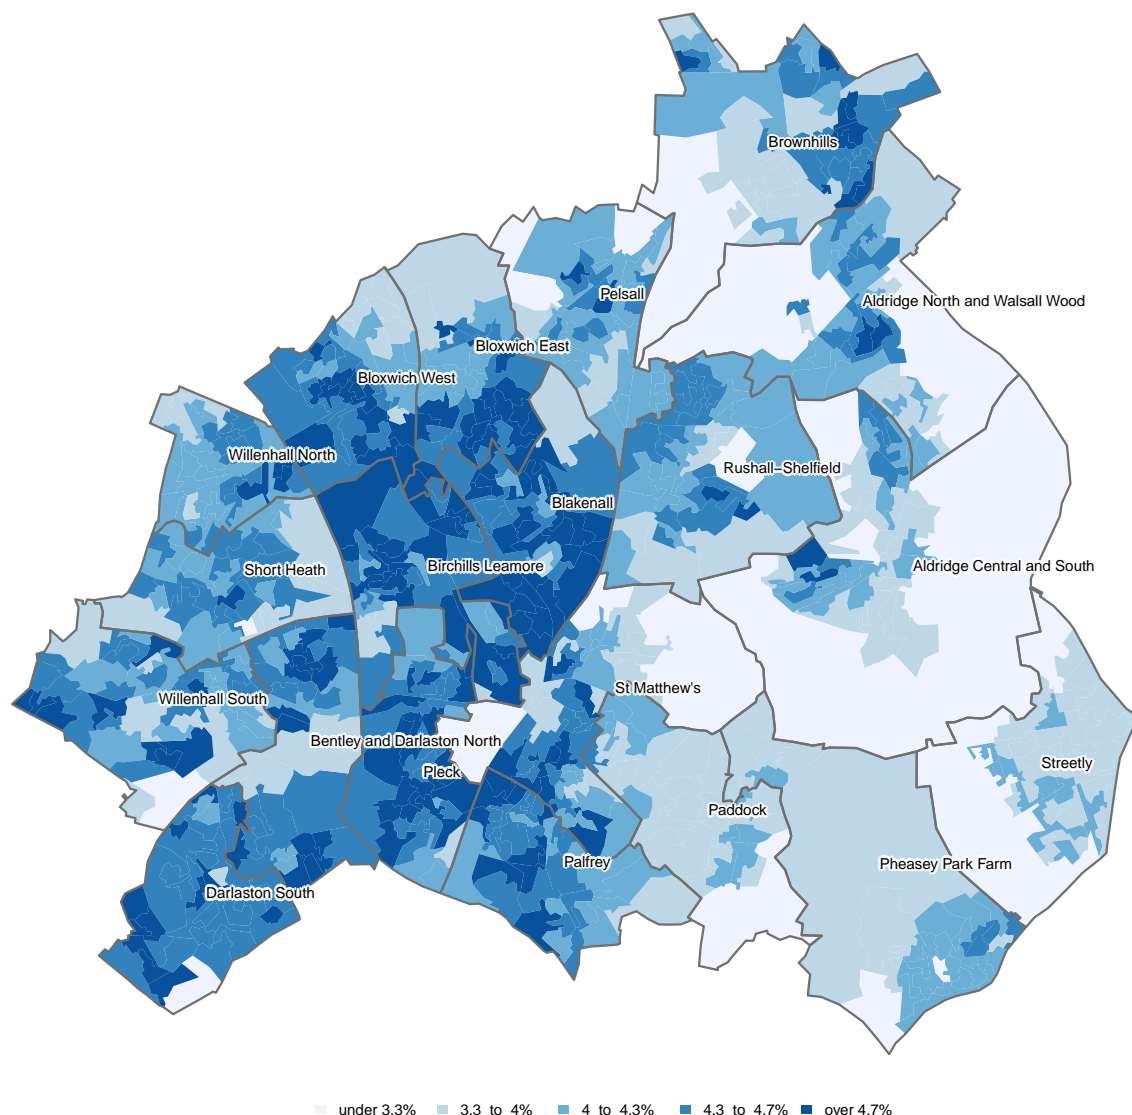 Brownhills
Pelsall
Aldridge North and Walsall Wood
Bloxwich East
Bloxwich West
Willenhall North
Rushall–Shelfield
Blakenall
Short Heath
Birchills Leamore
Aldridge Central and South
St Matthew's
Willenhall South
Bentley and Darlaston North
Pleck
Streetly
Paddock
Palfrey
Pheasey Park Farm
Darlaston South
under 3.3% 3.3 to 4% 4 to 4.3% 4.3 to 4.7% over 4.7%